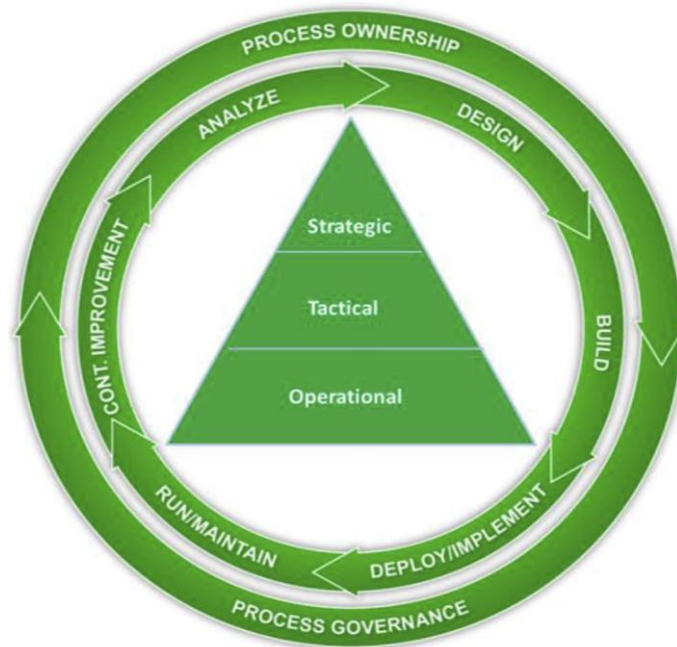 PROCESS OWNERSHIP
ANALYZE
DESIGN
BUILD
DEPLOY/IMPLEMENT
RUN/MAINTAIN
CONT. IMPROVEMENT
PROCESS GOVERNANCE
Strategic
Tactical
Operational